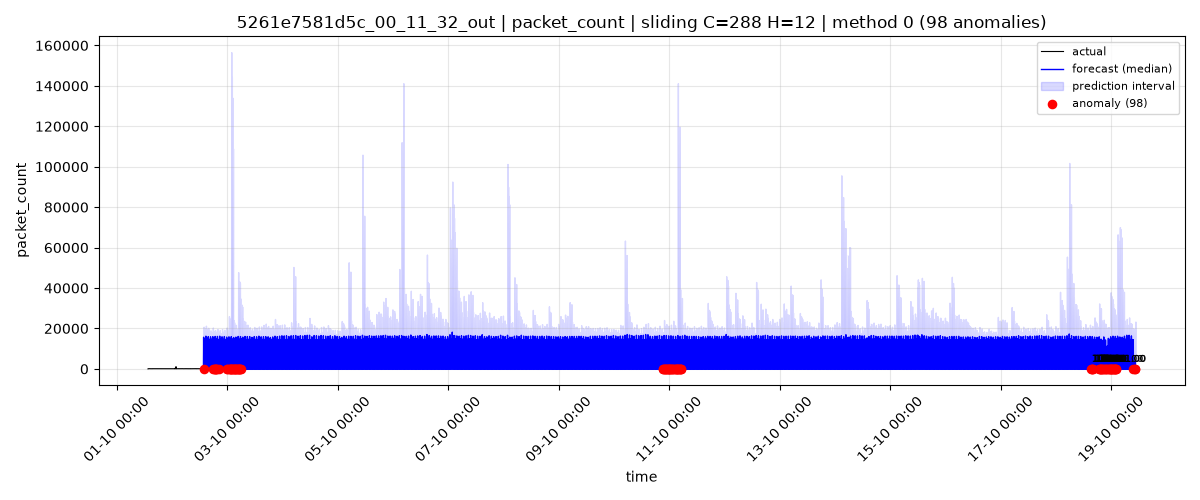 5261e7581d5c_00_11_32_out | packet_count | sliding C=288 H=12 | method 0 (98 anomalies)
actual
forecast (median)
prediction interval
anomaly (98)
packet_count
160000
140000
120000
100000
80000
60000
40000
20000
0
01-10 00:00
03-10 00:00
05-10 00:00
07-10 00:00
09-10 00:00
11-10 00:00
13-10 00:00
15-10 00:00
17-10 00:00
19-10 00:00
time